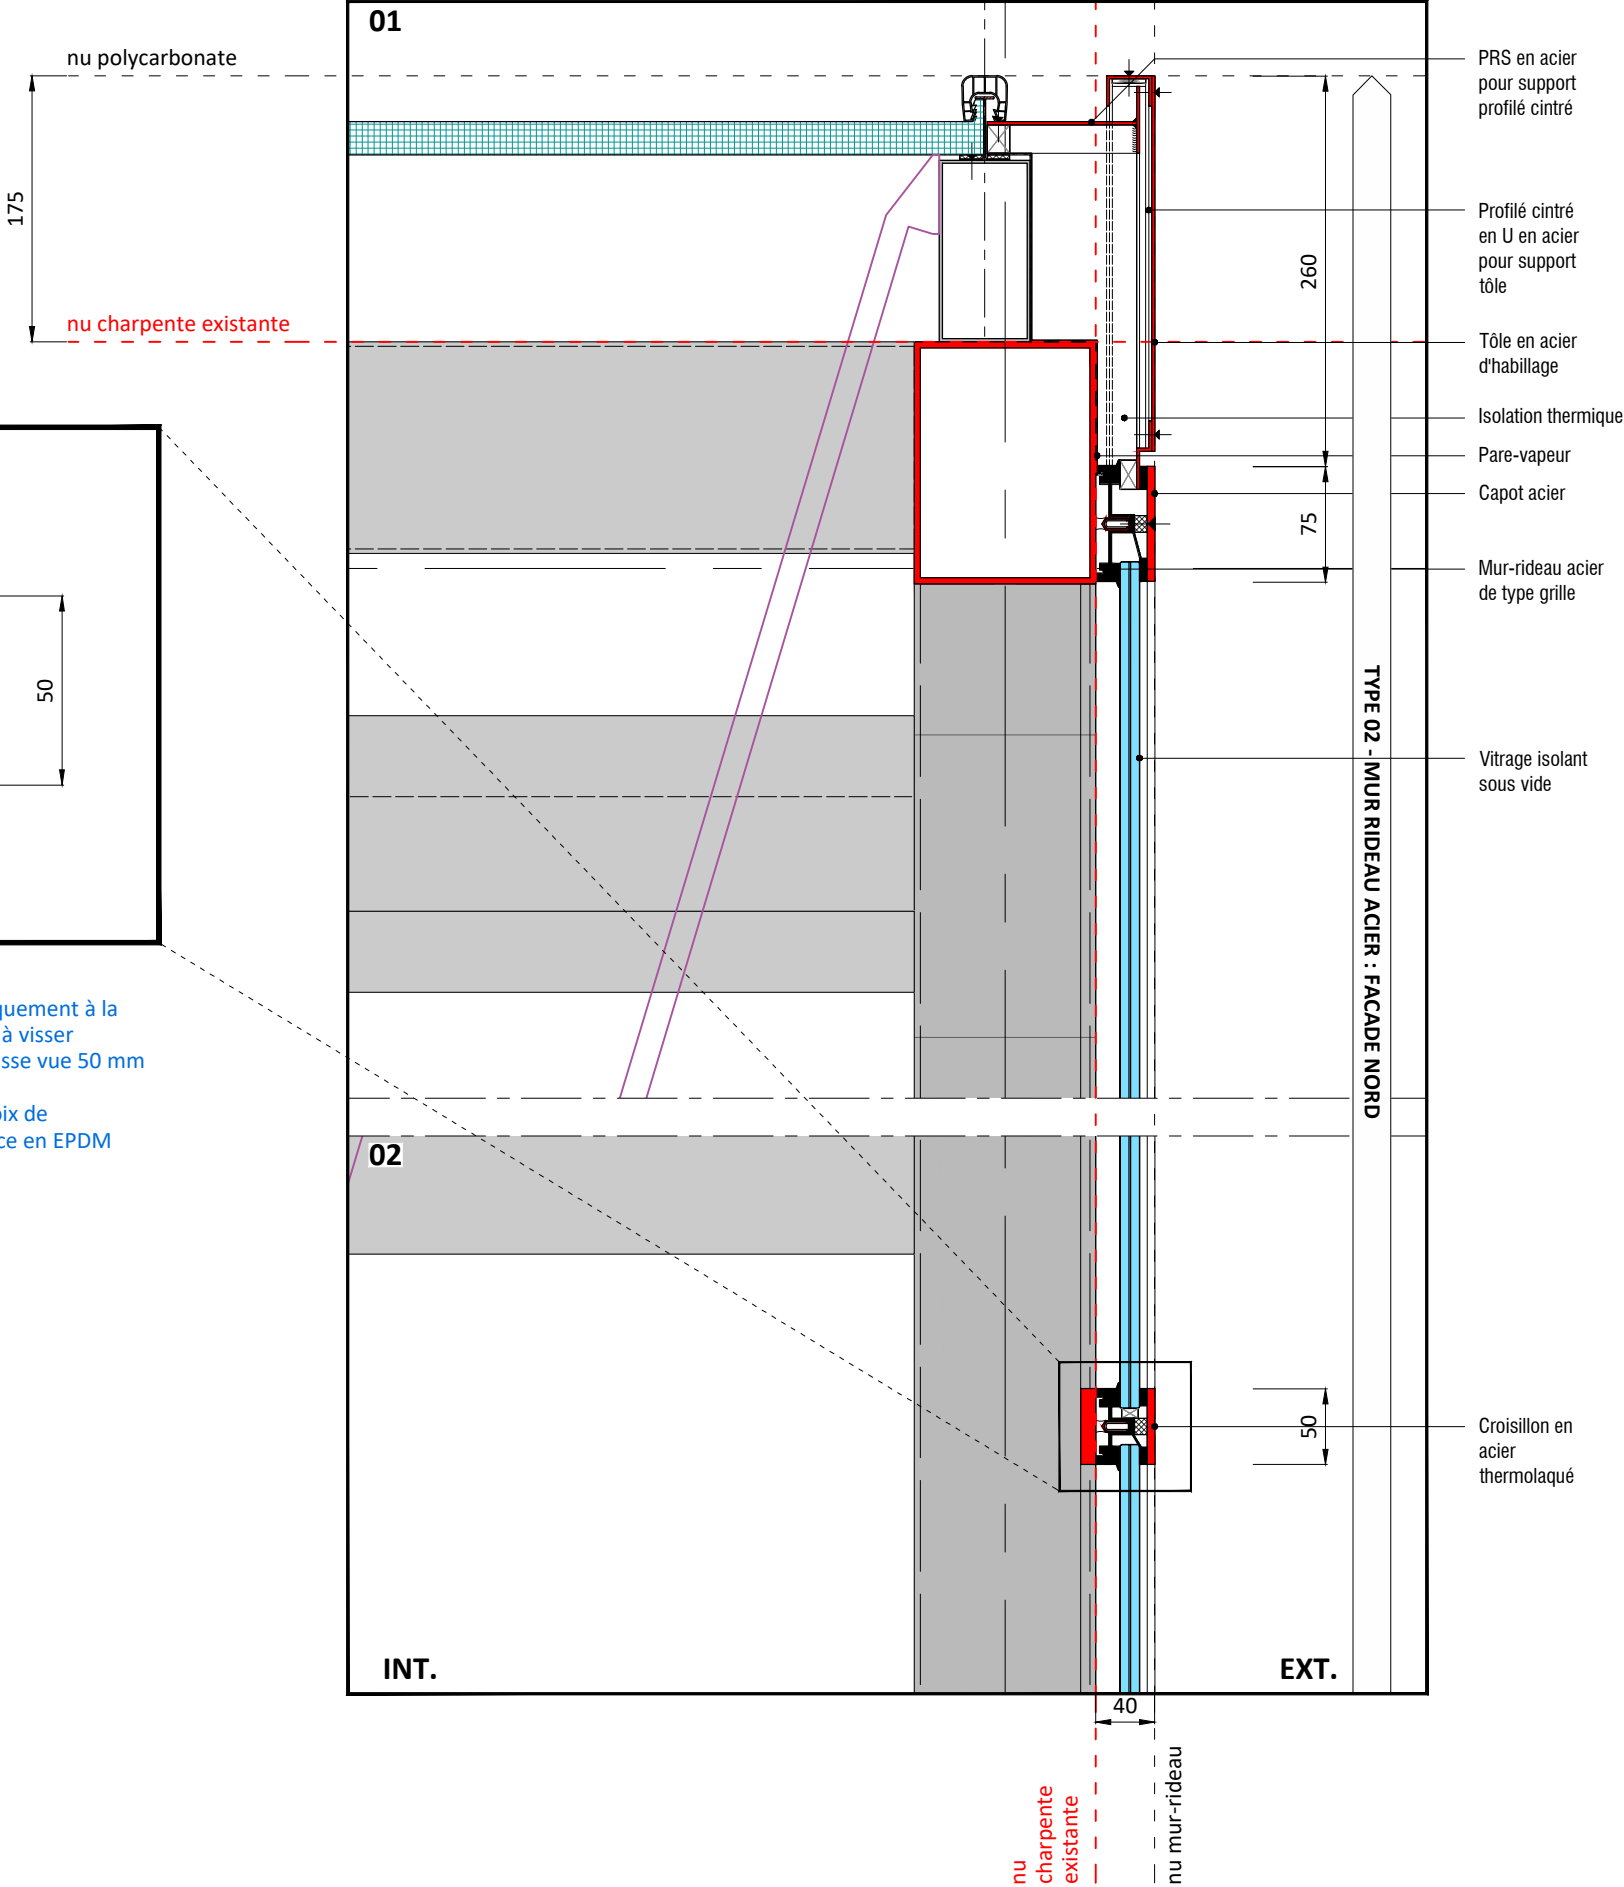 01
nu polycarbonate
175
nu charpente existante
50
quement à la
à visser
sse vue 50 mm
ix de
ce en EPDM
02
INT.
EXT.
260
75
50
40
TYPE 02 - MUR RIDEAU ACIER : FACADE NORD
PRS en acier
pour support
profilé cintré
Profilé cintré
en U en acier
pour support
tôle
Tôle en acier
d'habillage
Isolation thermique
Pare-vapeur
Capot acier
Mur-rideau acier
de type grille
Vitrage isolant
sous vide
Croisillon en
acier
thermolaqué
nu
charpente
existante
nu mur-rideau